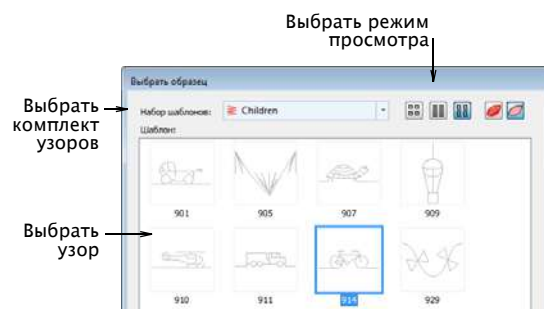 Выбрать режим
просмотра
Выбрать образец
Выбрать
комплект
узоров
Набор шаблонов:
Children
Шаблон:
901
905
907
909
Выбрать
узор
910
911
914
929